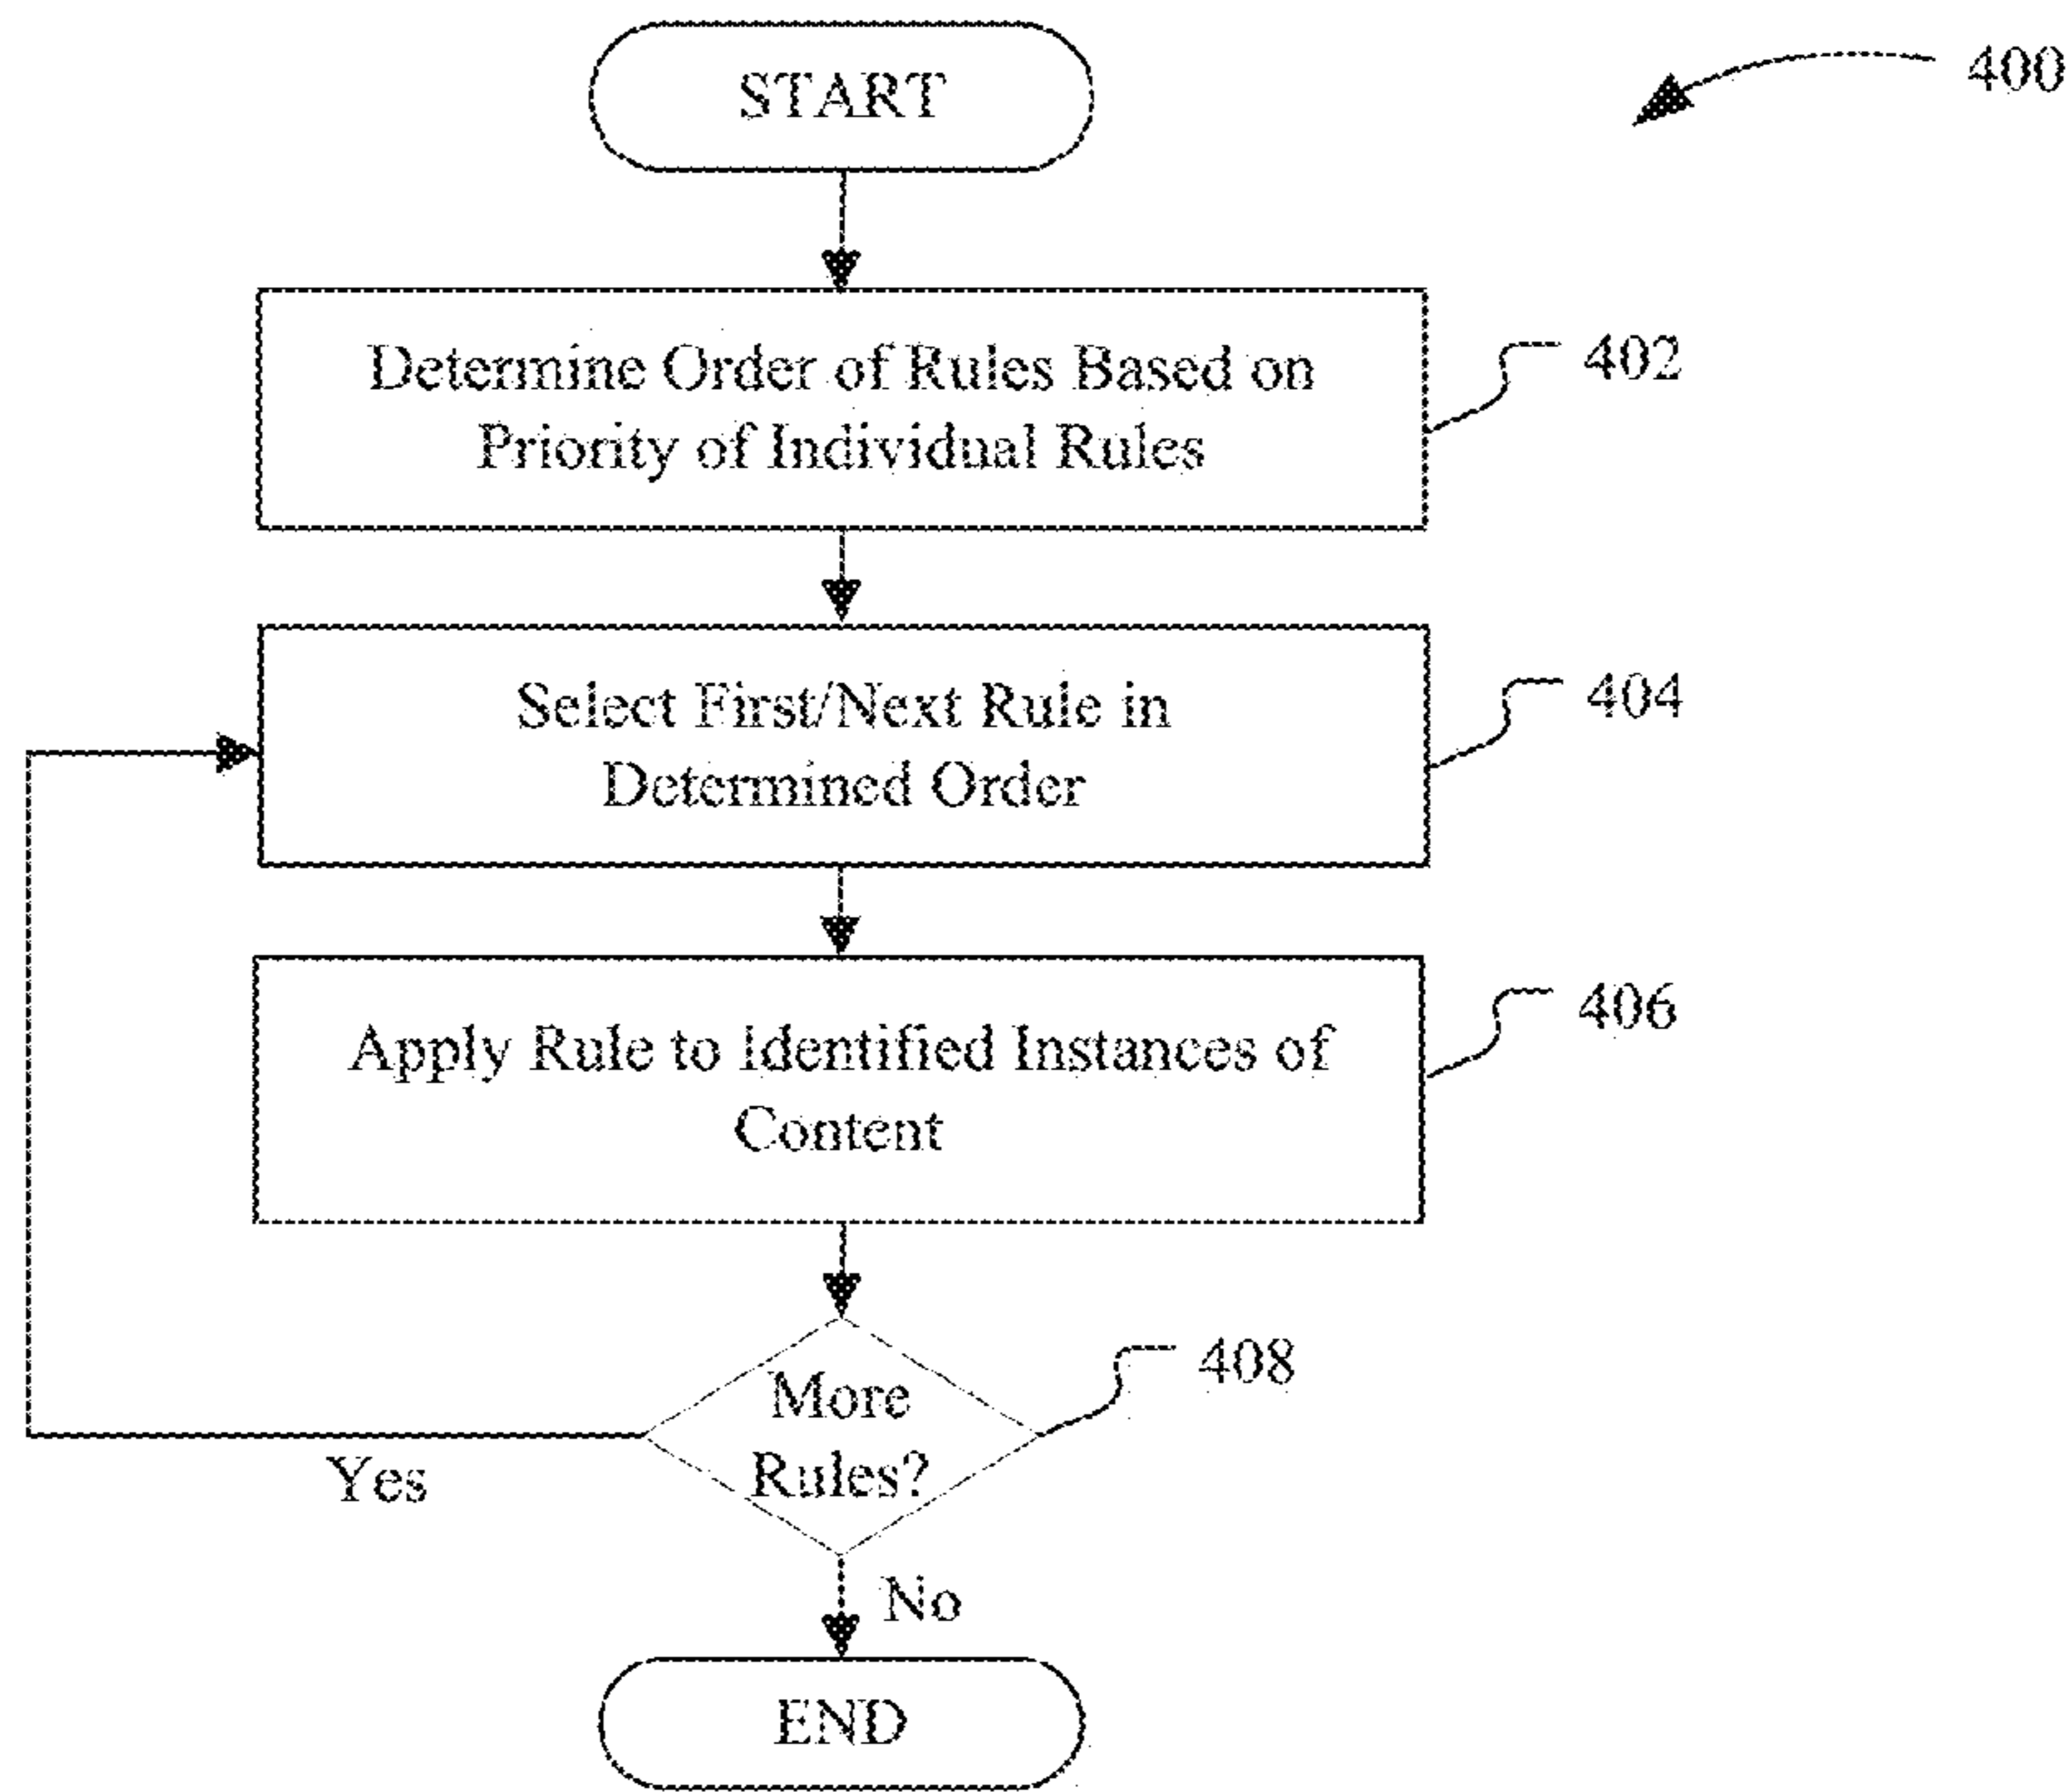 START
400
Determine Order of Rules Based on
Priority of Individual Rules
402
Select First/Next Rule in
Determined Order
404
Apply Rule to Identified Instances of
Content
406
More
Rules?
408
Yes
No
END